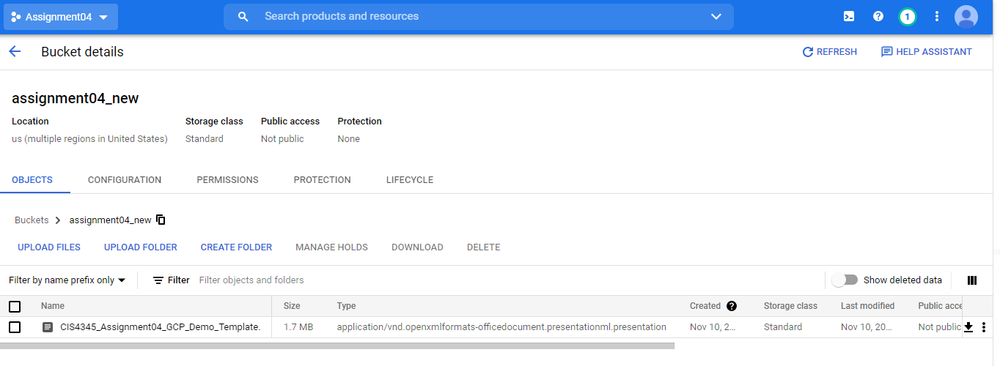 Assignment04 Search products and resources 1
Bucket details REFRESH HELP ASSISTANT
assignment04_new
Location Storage class Public access Protection
us (multiple regions in United States) Standard Not public None
OBJECTS CONFIGURATION PERMISSIONS PROTECTION LIFECYCLE
Buckets assignment04_new
UPLOAD FILES UPLOAD FOLDER CREATE FOLDER MANAGE HOLDS DOWNLOAD DELETE
Filter by name prefix only Filter Filter objects and folders Show deleted data
Name Size Type Created Storage class Last modified Public acce
CIS4345_Assignment04_GCP_Demo_Template. 1.7 MB application/vnd.openxmlformats-officedocument.presentationml.presentation Nov 10, 2... Standard Nov 10, 20... Not public